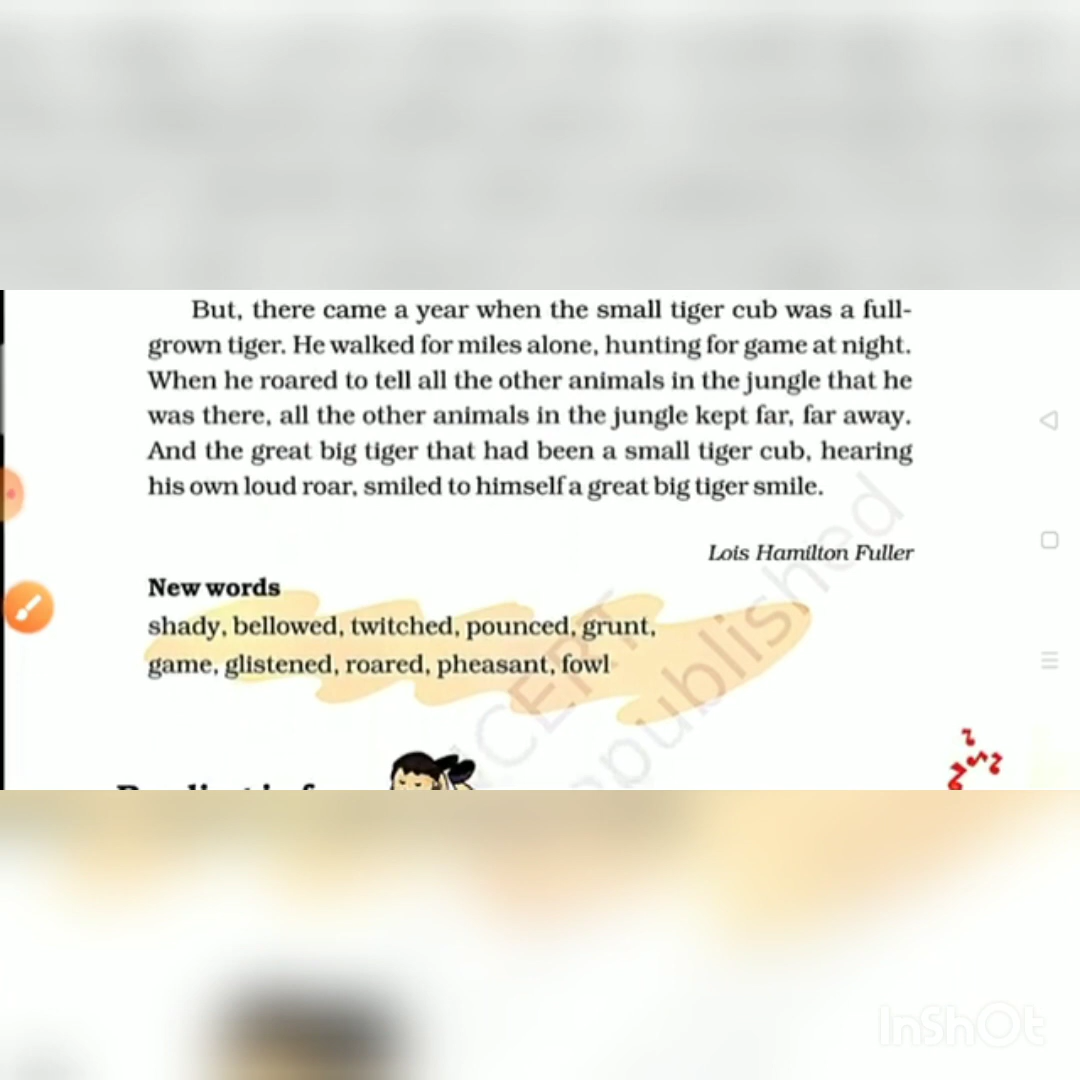 But, there came a year when the small tiger cub was a full-
grown tiger. He walked for miles alone, hunting for game at night.
When he roared to tell all the other animals in the jungle that he
was there, all the other animals in the jungle kept far, far away.
And the great big tiger that had been a small tiger cub, hearing
his own loud roar, smiled to himself a great big tiger smile.
Lois Hamilton Fuller
New words
shady, bellowed, twitched, pounced, grunt,
game, glistened, roared, pheasant, fowl
NCERT
InShOt